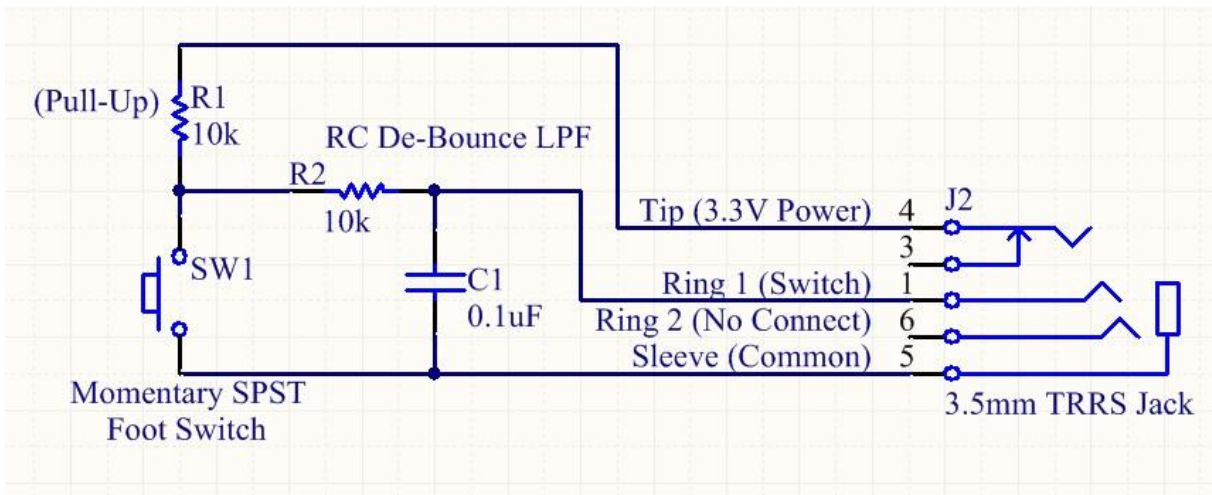 (Pull-Up)
R1
10k
RC De-Bounce LPF
R2
10k
SW1
C1
0.1uF
Momentary SPST
Foot Switch
Tip (3.3V Power)
4
J2
3
Ring 1 (Switch)
1
Ring 2 (No Connect)
6
Sleeve (Common)
5
3.5mm TRRS Jack